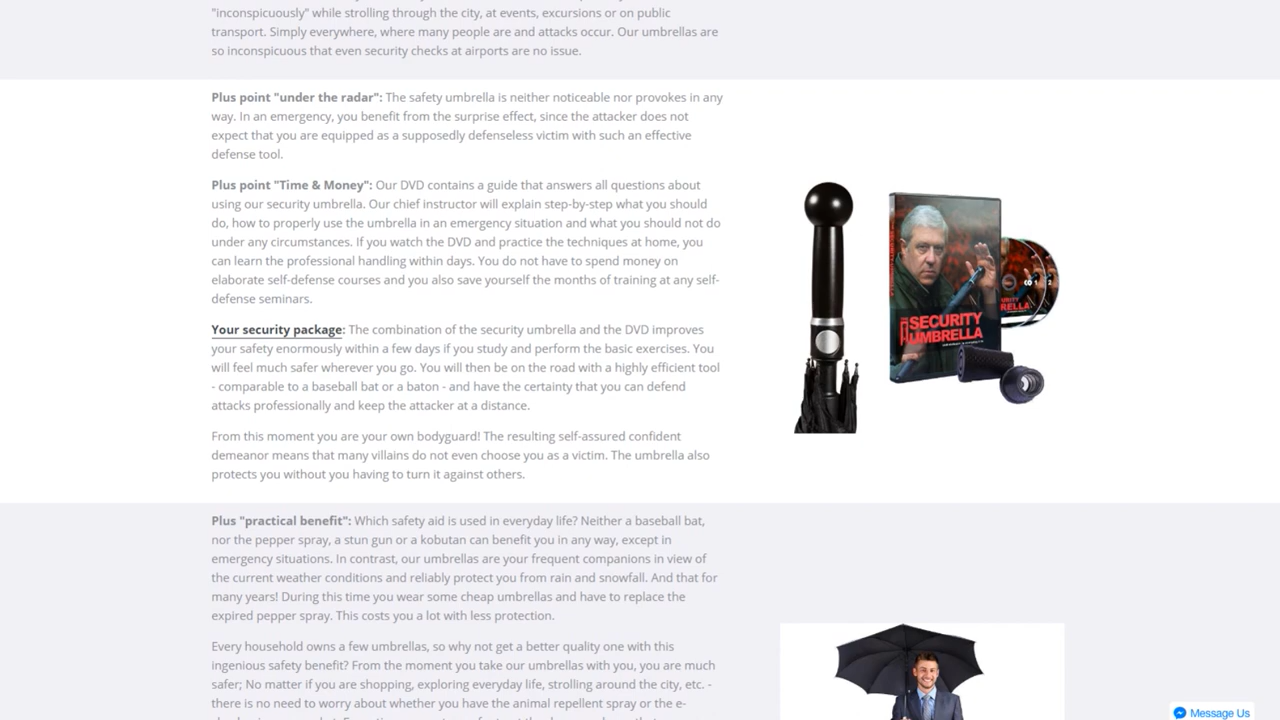 "inconspicuously" while strolling through the city, at events, excursions or on public
transport. Simply everywhere, where many people are and attacks occur. Our umbrellas are
so inconspicuous that even security checks at airports are no issue.
Plus point "under the radar": The safety umbrella is neither noticeable nor provokes in any
way. In an emergency, you benefit from the surprise effect, since the attacker does not
expect that you are equipped as a supposedly defenseless victim with such an effective
defense tool.
Plus point "Time & Money": Our DVD contains a guide that answers all questions about
using our security umbrella. Our chief instructor will explain step-by-step what you should
do, how to properly use the umbrella in an emergency situation and what you should not do
under any circumstances. If you watch the DVD and practice the techniques at home, you
can learn the professional handling within days. You do not have to spend money on
elaborate self-defense courses and you also save yourself the months of training at any self-
defense seminars.
Your security package: The combination of the security umbrella and the DVD improves
your safety enormously within a few days if you study and perform the basic exercises. You
will feel much safer wherever you go. You will then be on the road with a highly efficient tool
- comparable to a baseball bat or a baton - and have the certainty that you can defend
attacks professionally and keep the attacker at a distance.
From this moment you are your own bodyguard! The resulting self-assured confident
demeanor means that many villains do not even choose you as a victim. The umbrella also
protects you without you having to turn it against others.
THE
SECURITY
UMBRELLA
Plus "practical benefit": Which safety aid is used in everyday life? Neither a baseball bat,
nor the pepper spray, a stun gun or a kobutan can benefit you in any way, except in
emergency situations. In contrast, our umbrellas are your frequent companions in view of
the current weather conditions and reliably protect you from rain and snowfall. And that for
many years! During this time you wear some cheap umbrellas and have to replace the
expired pepper spray. This costs you a lot with less protection.
Every household owns a few umbrellas, so why not get a better quality one with this
ingenious safety benefit? From the moment you take our umbrellas with you, you are much
safer; No matter if you are shopping, exploring everyday life, strolling around the city, etc. -
there is no need to worry about whether you have the animal repellent spray or the e-
Message Us